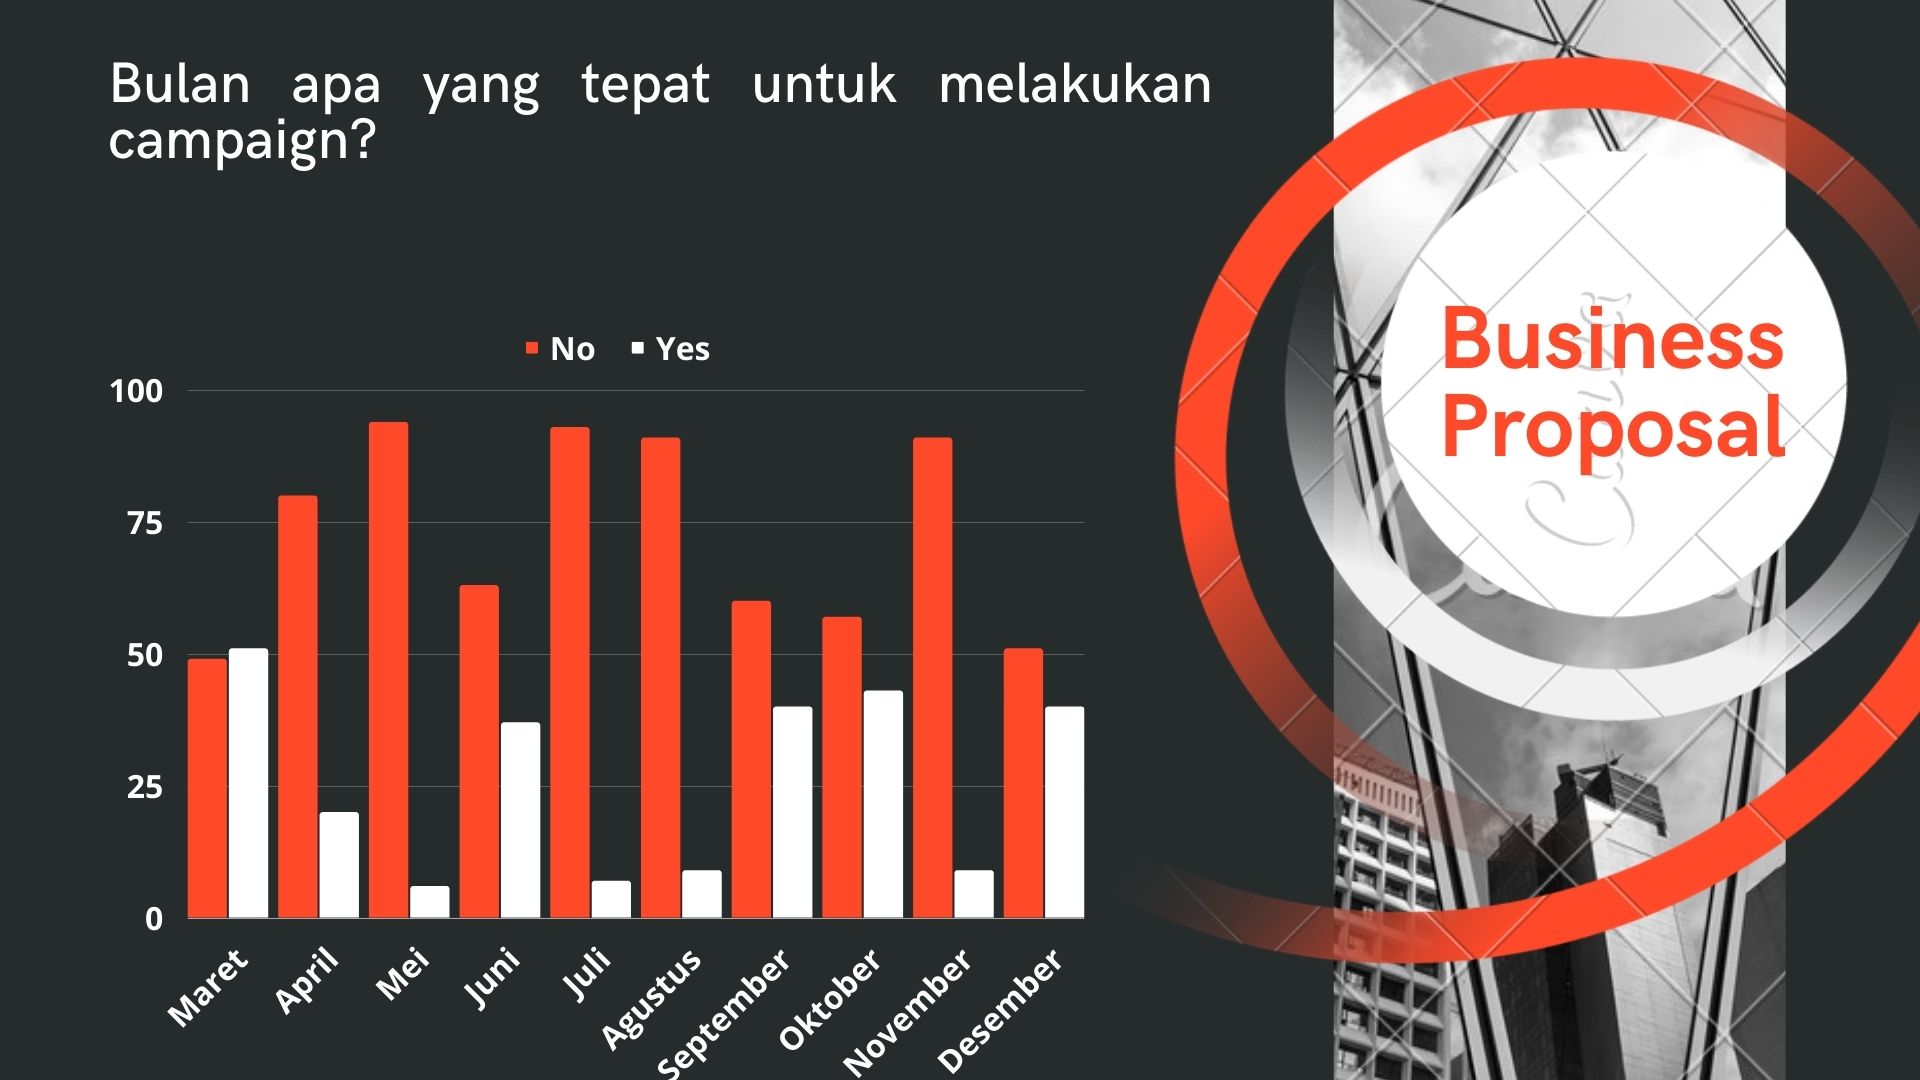 Bulan apa yang tepat untuk melakukan
campaign?
Business
Proposal
Canva
No Yes
100
75
50
25
0
Maret April Mei Juni Juli Agustus September Oktober November Desember